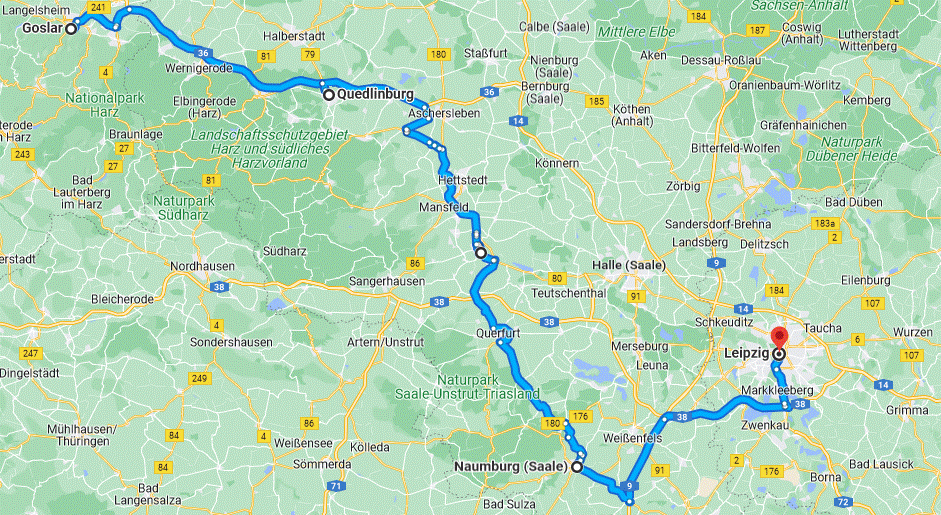 Langelsheim
241
Goslar
Sachsen-Anhalt
184
187
Calbe (Saale)
Mittlere Elbe
Coswig
(Anhalt)
Lutherstadt
Wittenberg
Halberstadt
36
81
79
180
Staßfurt
Aken
Dessau-Roßlau
Wernigerode
4
Nienburg
(Saale)
Bernburg
(Saale)
Oranienbaum-Wörlitz
Nationalpark
Harz
Elbingerode
(Harz)
Quedlinburg
36
185
Kemberg
Aschersleben
14
Köthen
(Anhalt)
Gräfenhainichen
Braunlage
Landschaftsschutzgebiet
Harz und südliches
Harzvorland
243
27
27
Bitterfeld-Wolfen
Naturpark
Dübener Heide
Könnern
Bad
Lauterberg
im Harz
81
Hettstedt
Zörbig
Naturpark
Südharz
Mansfeld
Bad Düben
Sandersdorf-Brehna
183a
2
Landsberg
Delitzsch
Südharz
Nordhausen
86
Halle (Saale)
9
80
Sangerhausen
Teutschenthal
Eilenburg
38
91
184
Bleicherode
38
14
107
4
38
Schkeuditz
Taucha
Wurzen
Querfurt
Sondershausen
Artern/Unstrut
Merseburg
6
247
Leuna
Leipzig
107
Dingelstädt
249
Naturpark
Saale-Unstrut-Triasland
Markkleeberg
14
38
Grimma
176
38
180
Zwenkau
Mühlhausen/
Thüringen
84
4
86
Weißensee
Kölleda
Weißenfels
Naumburg (Saale)
84
Sömmerda
91
2
176
Bad Lausick
Borna
Bad
Langensalza
71
9
Bad Sulza
72